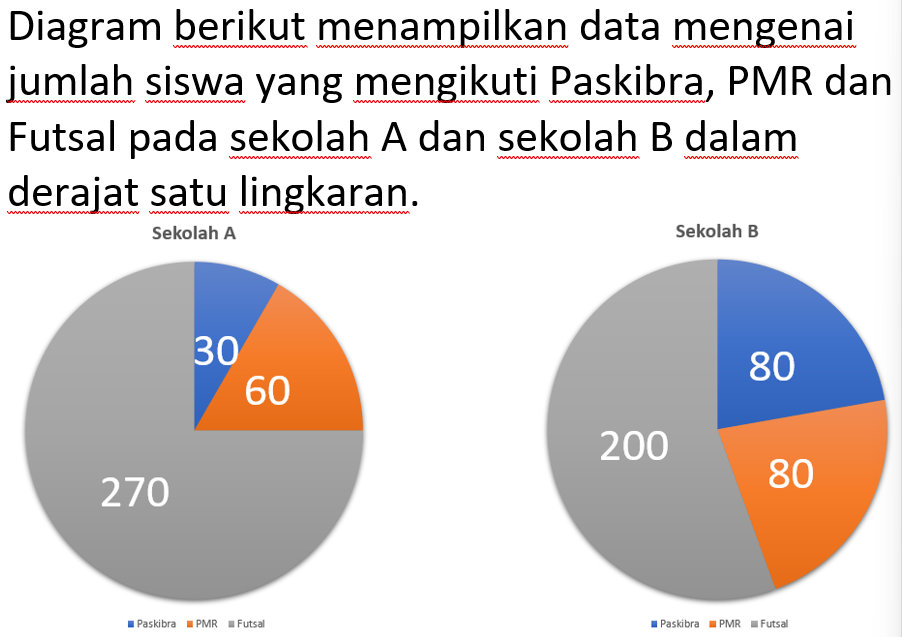 Diagram berikut menampilkan data mengenai
jumlah siswa yang mengikuti Paskibra, PMR dan
Futsal pada sekolah A dan sekolah B dalam
derajat satu lingkaran.
Sekolah A
30
60
270
Paskibra PMR Futsal
Sekolah B
80
200
80
Paskibra PMR Futsal